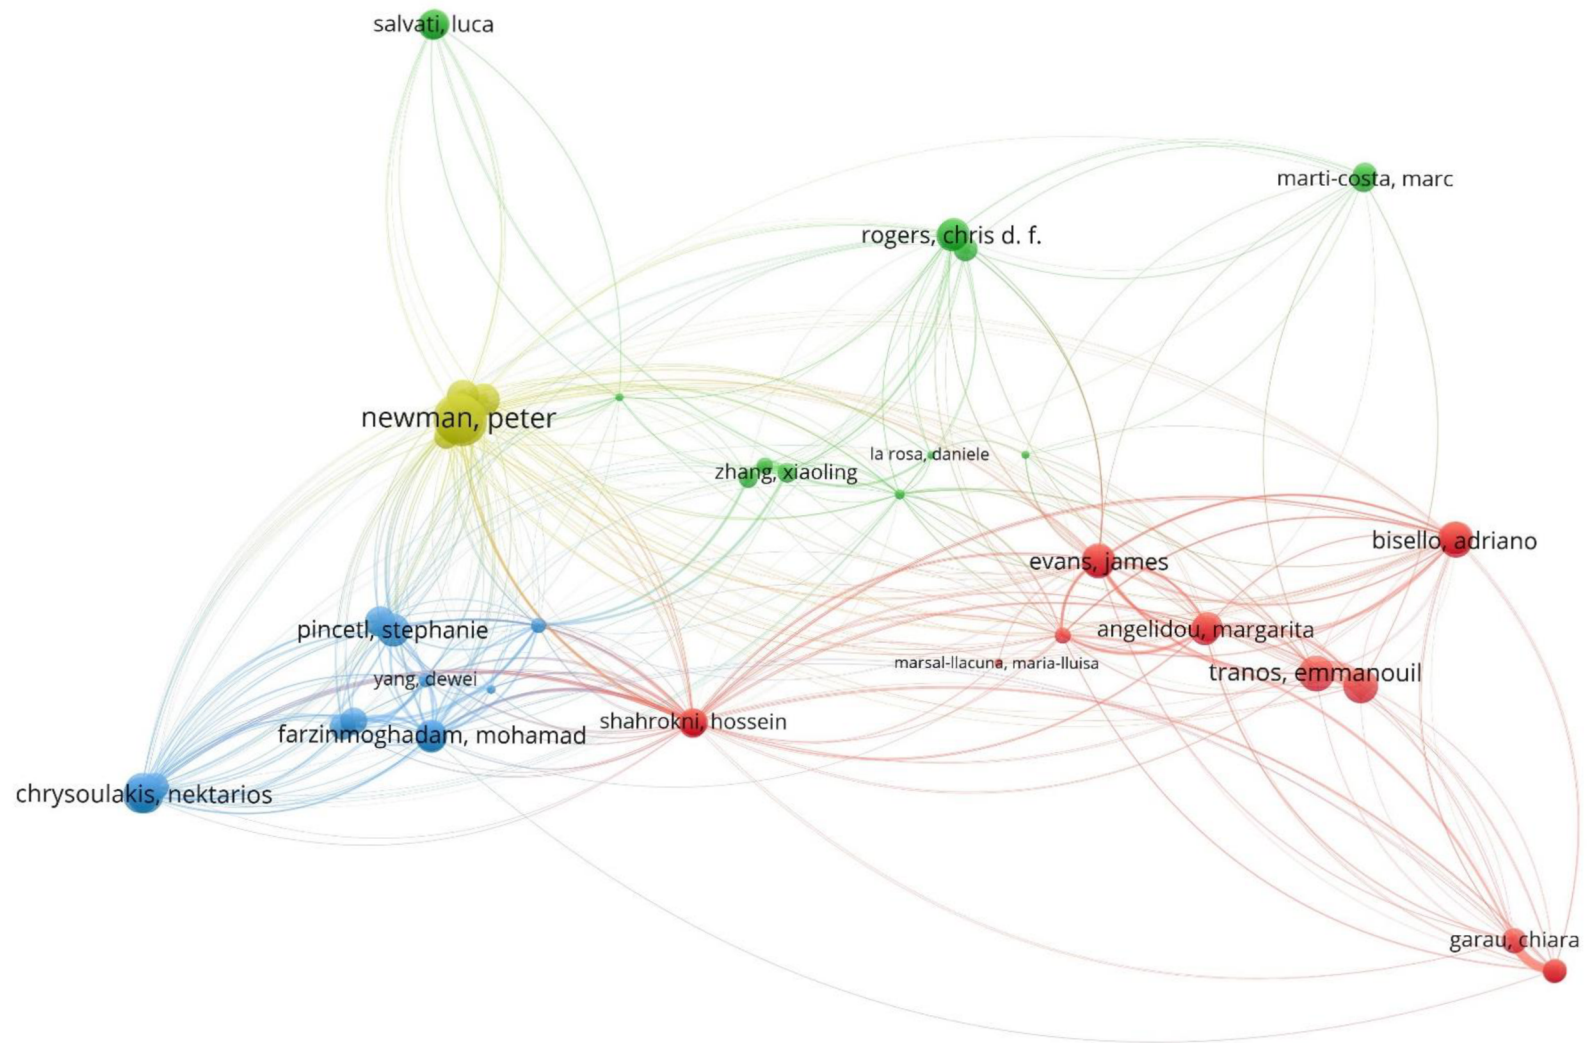 salvati, luca
marti-costa, marc
rogers, chris d. f.
newman, peter
la rosa, daniele
zhang, xiaoling
bisello, adriano
evans, james
pincetl, stephanie
angelidou, margarita
marsal-llacuna, maria-lluisa
tranos, emmanouil
yang, dewei
shahrokni, hossein
farzinmoghadam, mohamad
chrysoulakis, nektarios
garau, chiara